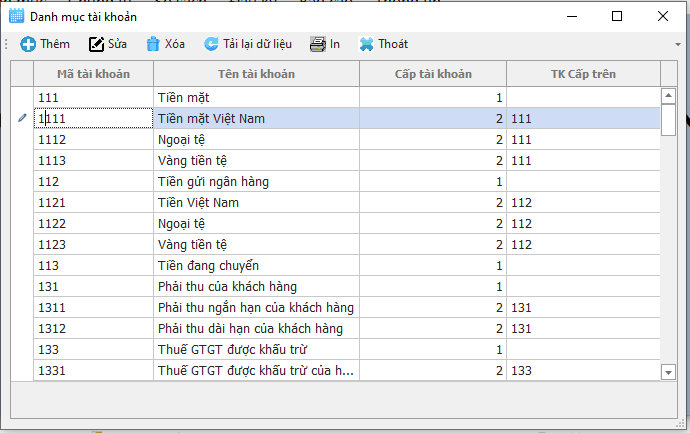 Danh mục tài khoản
Thêm Sửa Xóa Tải lại dữ liệu In Thoát
Mã tài khoản Tên tài khoản Cấp tài khoản TK Cấp trên
111 Tiền mặt 1
1111 Tiền mặt Việt Nam 2 111
1112 Ngoại tệ 2 111
1113 Vàng tiền tệ 2 111
112 Tiền gửi ngân hàng 1
1121 Tiền Việt Nam 2 112
1122 Ngoại tệ 2 112
1123 Vàng tiền tệ 2 112
113 Tiền đang chuyển 1
131 Phải thu của khách hàng 1
1311 Phải thu ngắn hạn của khách hàng 2 131
1312 Phải thu dài hạn của khách hàng 2 131
133 Thuế GTGT được khấu trừ 1
1331 Thuế GTGT được khấu trừ của h... 2 133